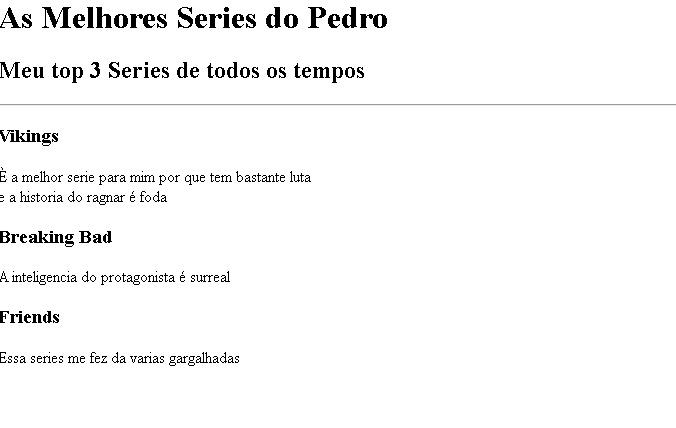 As Melhores Series do Pedro
Meu top 3 Series de todos os tempos
Vikings
È a melhor serie para mim por que tem bastante luta
e a historia do ragnar é foda
Breaking Bad
A inteligencia do protagonista é surreal
Friends
Essa series me fez da varias gargalhadas